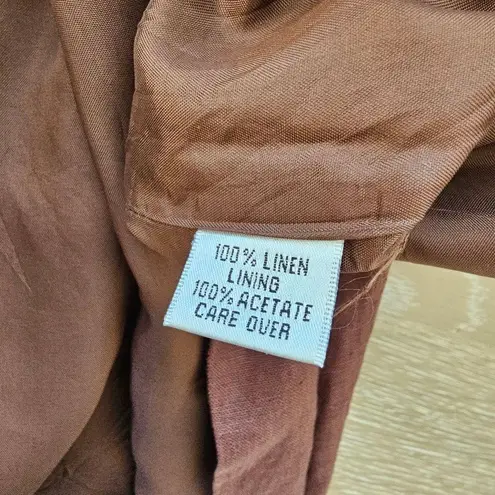 100% LINEN
LINING
100% ACETATE
CARE OVER